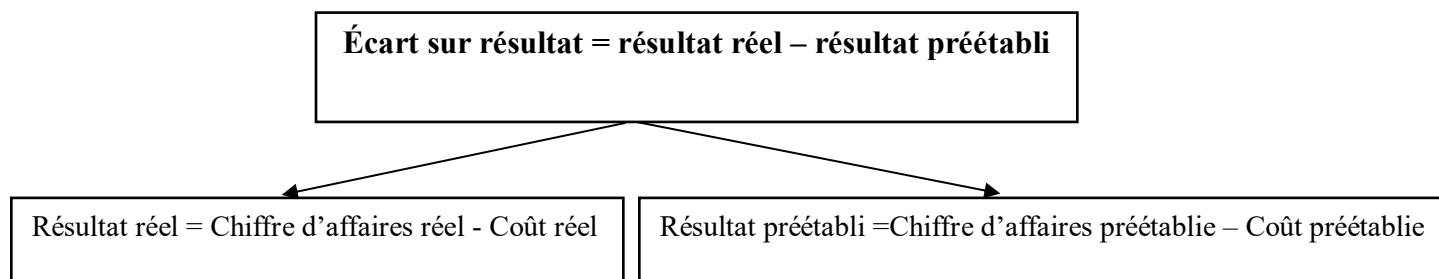 Écart sur résultat = résultat réel – résultat préétabli
Résultat réel = Chiffre d’affaires réel - Coût réel
Résultat préétabli =Chiffre d’affaires préétablie – Coût préétablie